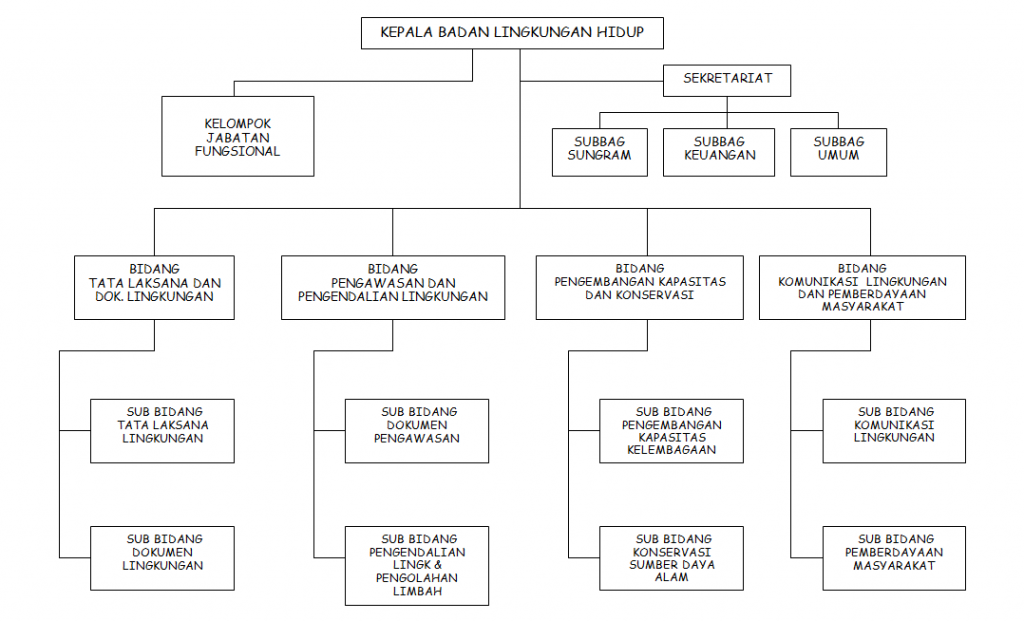 KEPALA BADAN LINGKUNGAN HIDUP
SEKRETARIAT
KELOMPOK
JABATAN
FUNGSIONAL
SUBBAG
SUNGRAM
SUBBAG
KEUANGAN
SUBBAG
UMUM
BIDANG
TATA LAKSANA DAN
DOK. LINGKUNGAN
BIDANG
PENGAWASAN DAN
PENGENDALIAN LINGKUNGAN
BIDANG
PENGEMBANGAN KAPASITAS
DAN KONSERVASI
BIDANG
KOMUNIKASI LINGKUNGAN
DAN PEMBERDAYAAN
MASYARAKAT
SUB BIDANG
TATA LAKSANA
LINGKUNGAN
SUB BIDANG
DOKUMEN
PENGAWASAN
SUB BIDANG
PENGEMBANGAN
KAPASITAS
KELEMBAGAAN
SUB BIDANG
KOMUNIKASI
LINGKUNGAN
SUB BIDANG
DOKUMEN
LINGKUNGAN
SUB BIDANG
PENGENDALIAN
LINGK &
PENGOLAHAN
LIMBAH
SUB BIDANG
KONSERVASI
SUMBER DAYA
ALAM
SUB BIDANG
PEMBERDAYAAN
MASYARAKAT